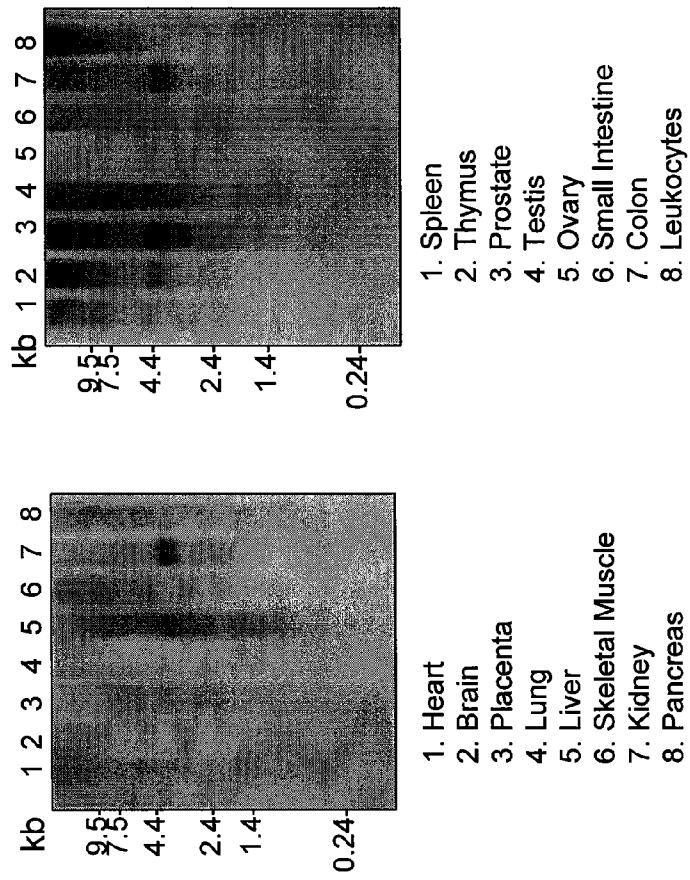 kb 1 2 3 4 5 6 7 8
9.5
7.5
4.4
2.4
1.4
0.24
1. Heart
2. Brain
3. Placenta
4. Lung
5. Liver
6. Skeletal Muscle
7. Kidney
8. Pancreas
kb 1 2 3 4 5 6 7 8
9.5
7.5
4.4
2.4
1.4
0.24
1. Spleen
2. Thymus
3. Prostate
4. Testis
5. Ovary
6. Small Intestine
7. Colon
8. Leukocytes